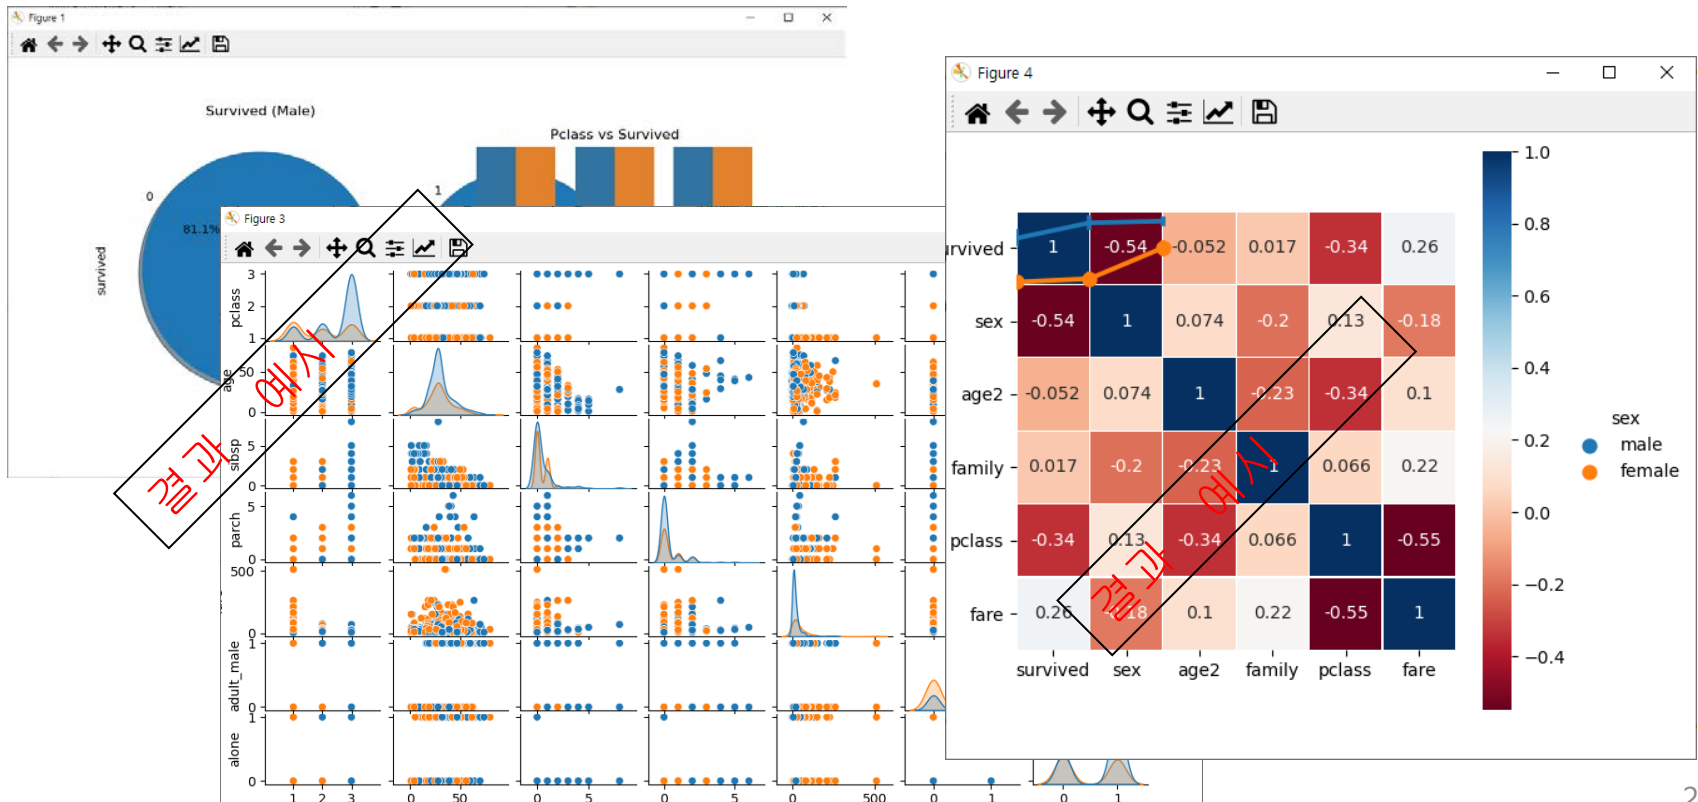 Figure 1
Survived (Male)
Pclass vs Survived
0
1
81.1%
survived
Figure 3
3
2
1
pclass
50
0
age
5
0
sibsp
5
0
parch
500
0
1
0
adult_male
1
0
alone
1 2 3
0 50
0 5
0 5
0 500
0 1
0 1
결과 예시
Figure 4
urvived 1 -0.54 -0.052 0.017 -0.34 0.26
sex -0.54 1 0.074 -0.2 0.13 -0.18
age2 -0.052 0.074 1 -0.23 -0.34 0.1
family 0.017 -0.2 -0.23 1 0.066 0.22
pclass -0.34 0.13 -0.34 0.066 1 -0.55
fare 0.26 -0.18 0.1 0.22 -0.55 1
survived sex age2 family pclass fare
1.0
0.8
0.6
0.4
0.2
0.0
−0.2
−0.4
sex
male
female
결과 예시
2